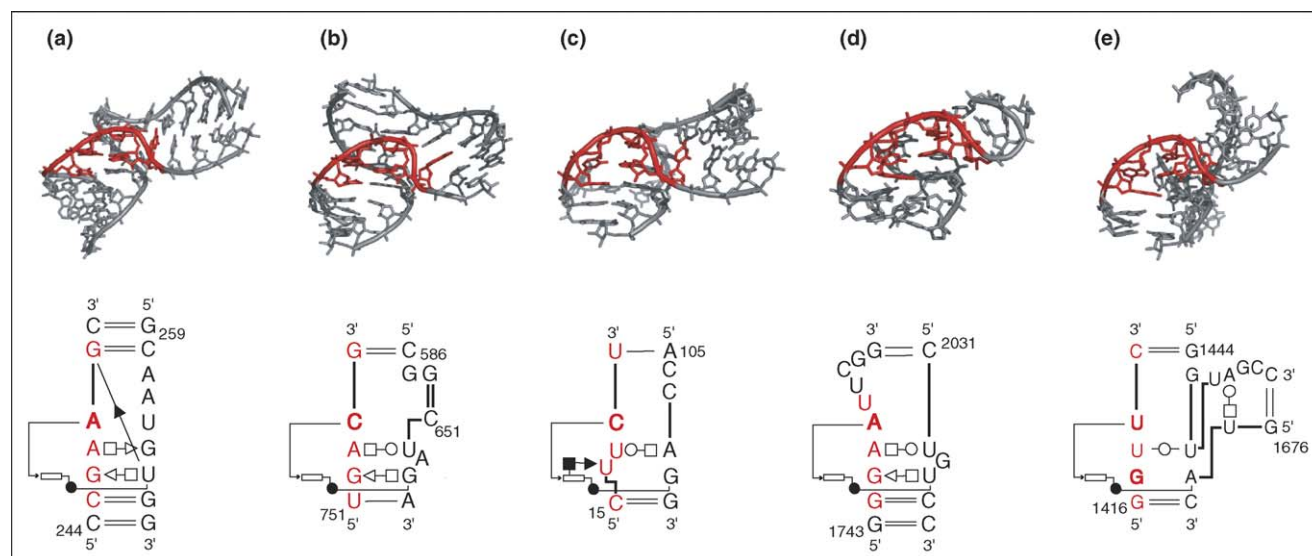 (a) (b) (c) (d) (e)
3' 5'
C G 259
G C
A
A
A U
A G
G U
C G
244 C G
5' 3'
3' 5'
G C 586
G G
C C 651
A U
A
G G
U A
751 5' 3'
3' 5'
U A 105
C
C
C
U A
U G
15 C G
5' 3'
3' 5'
G C 2031
G
C
U
U
A
A U
G
G U
G C
1743 G C
5' 3'
3' 5'
C G 1444
G U A G C C 3'
U U G 5'
1676
U U
G A
1416 G C
5' 3'